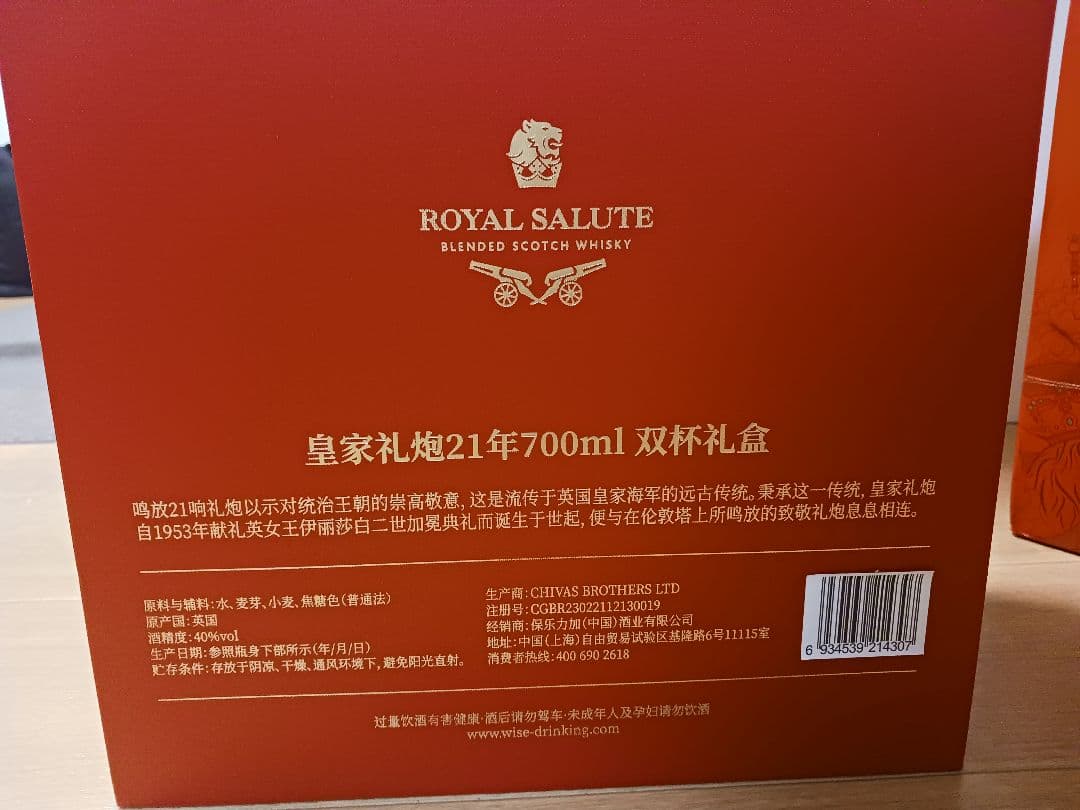 ROYAL SALUTE
BLENDED SCOTCH WHISKY
皇家礼炮21年700ml 双杯礼盒
鸣放21响礼炮以示对统治王朝的崇高敬意,这是流传于英国皇家海军的远古传统。秉承这一传统,皇家礼炮
自1953年献礼英女王伊丽莎白二世加冕典礼而诞生于世起,便与在伦敦塔上所鸣放的致敬礼炮息息相连。
原料与辅料:水、麦芽、小麦、焦糖色(普通法)
原产国:英国
酒精度:40%vol
生产日期:参照瓶身下部所示(年/月/日)
贮存条件:存放于阴凉、干燥、通风环境下,避免阳光直射。
生产商:CHIVAS BROTHERS LTD
注册号:CGBR23022112130019
经销商:保乐力加(中国)酒业有限公司
地址:中国(上海)自由贸易试验区基隆路6号11115室
消费者热线:400 690 2618
6 934539 214307
过量饮酒有害健康·酒后请勿驾车·未成年人及孕妇请勿饮酒
www.wise-drinking.com